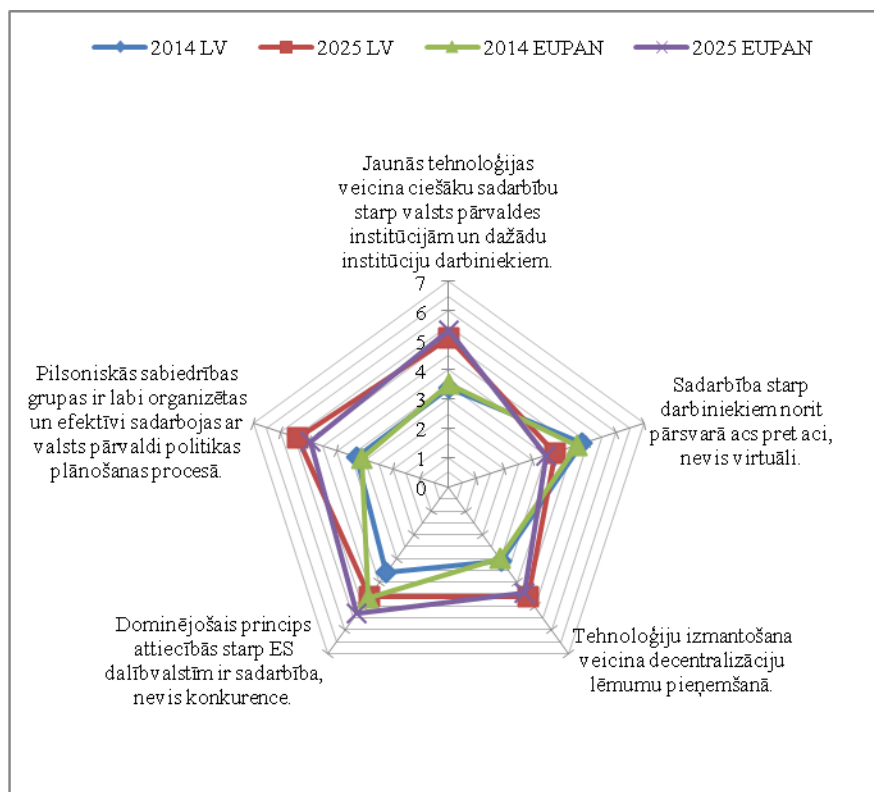 2014 LV 2025 LV 2014 EUPAN 2025 EUPAN
Jaunās tehnoloģijas
veicina ciešāku sadarbību
starp valsts pārvaldes
institūcijām un dažādu
institūciju darbiniekiem.
7
6
5
4
3
2
1
0
Sadarbība starp
darbiniekiem norit
pārsvarā acs pret aci,
nevis virtuāli.
Tehnoloģiju izmantošana
veicina decentralizāciju
lēmumu pieņemšanā.
Dominējošais princips
attiecībās starp ES
dalībvalstīm ir sadarbība,
nevis konkurence.
Pilsoniskās sabiedrības
grupas ir labi organizētas
un efektīvi sadarbojas ar
valsts pārvaldi politikas
plānošanas procesā.